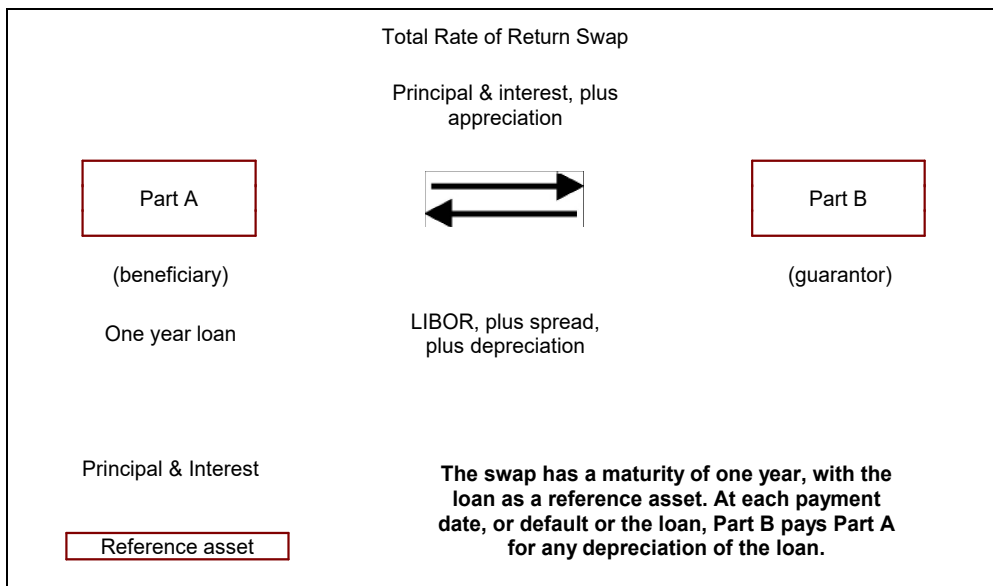 Total Rate of Return Swap
Principal & interest, plus
appreciation
Part A
Part B
(beneficiary)
(guarantor)
One year loan
LIBOR, plus spread,
plus depreciation
Principal & Interest
The swap has a maturity of one year, with the
loan as a reference asset. At each payment
date, or default or the loan, Part B pays Part A
for any depreciation of the loan.
Reference asset